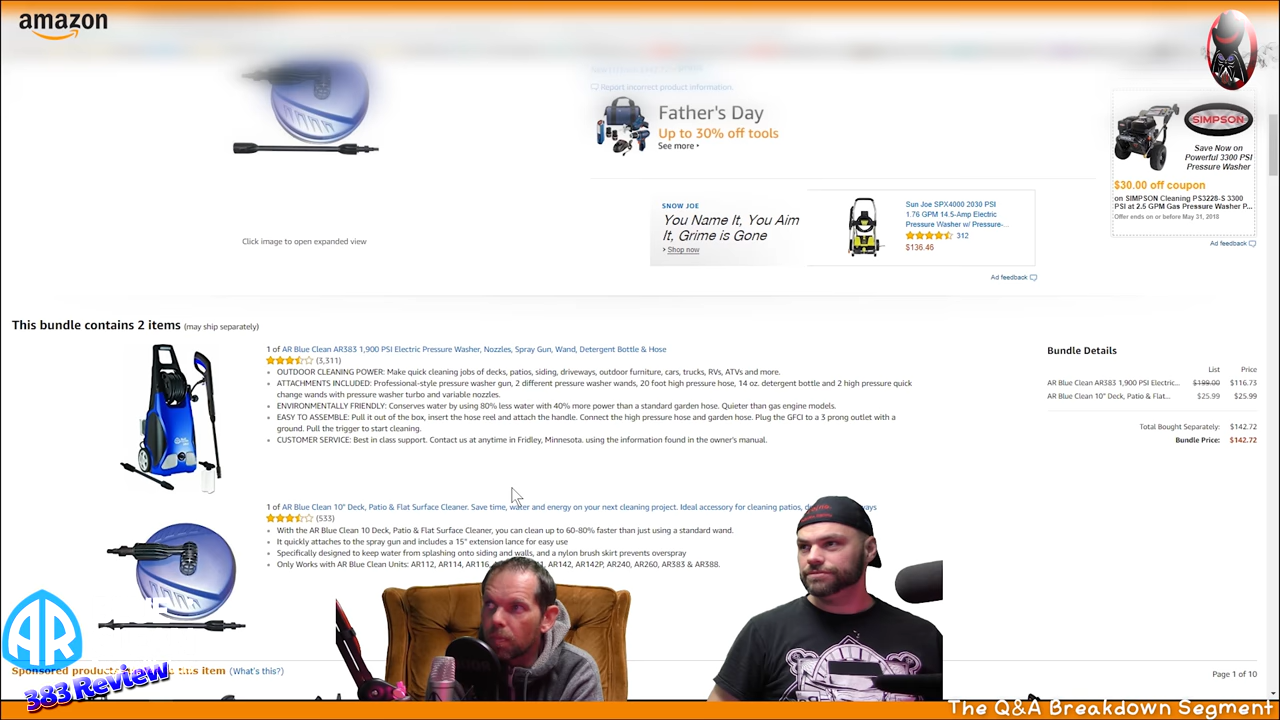 amazon
Report incorrect product information.
Father's Day
Up to 30% off tools
See more
SIMPSON
Save Now on
Powerful 3300 PSI
Pressure Washer
$30.00 off coupon
on SIMPSON Cleaning PS3228-S 3300
PSI at 2.5 GPM Gas Pressure Washer P...
Offer ends on or before May 31, 2018
Ad feedback
SNOW JOE
You Name It, You Aim
It, Grime is Gone
› Shop now
Sun Joe SPX4000 2030 PSI
1.76 GPM 14.5-Amp Electric
Pressure Washer w/ Pressure-...
312
$136.46
Ad feedback
Click image to open expanded view
This bundle contains 2 items (may ship separately)
1 of AR Blue Clean AR383 1,900 PSI Electric Pressure Washer, Nozzles, Spray Gun, Wand, Detergent Bottle & Hose
(3,311)
OUTDOOR CLEANING POWER: Make quick cleaning jobs of decks, patios, siding, driveways, outdoor furniture, cars, trucks, RVs, ATVs and more.
ATTACHMENTS INCLUDED: Professional-style pressure washer gun, 2 different pressure washer wands, 20 foot high pressure hose, 14 oz. detergent bottle and 2 high pressure quick
change wands with pressure washer turbo and variable nozzles.
ENVIRONMENTALLY FRIENDLY: Conserves water by using 80% less water with 40% more power than a standard garden hose. Quieter than gas engine models.
EASY TO ASSEMBLE: Pull it out of the box, insert the hose reel and attach the handle. Connect the high pressure hose and garden hose. Plug the GFCI to a 3 prong outlet with a
ground. Pull the trigger to start cleaning.
CUSTOMER SERVICE: Best in class support. Contact us at anytime in Fridley, Minnesota. using the information found in the owner's manual.
Bundle Details
List Price
AR Blue Clean AR383 1,900 PSI Electric... $199.00 $116.73
AR Blue Clean 10" Deck, Patio & Flat... $25.99 $25.99
Total Bought Separately: $142.72
Bundle Price: $142.72
1 of AR Blue Clean 10" Deck, Patio & Flat Surface Cleaner. Save time, water and energy on your next cleaning project. Ideal accessory for cleaning patios,
(533)
With the AR Blue Clean 10 Deck, Patio & Flat Surface Cleaner, you can clean up to 60-80% faster than just using a standard wand.
It quickly attaches to the spray gun and includes a 15" extension lance for easy use
Specifically designed to keep water from splashing onto siding and walls, and a nylon brush skirt prevents overspray
Only Works with AR Blue Clean Units: AR112, AR114, AR116, AR142, AR142P, AR240, AR260, AR383 & AR388.
Sponsored products this item (What's this?)
Page 1 of 10
AR
383 Review
The Q&A Breakdown Segment